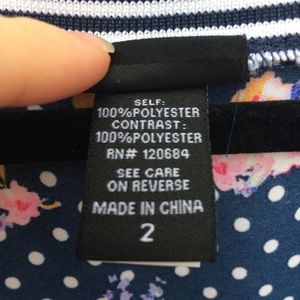 SELF:
100%POLYESTER
CONTRAST:
100%POLYESTER
RN# 120684
SEE CARE
ON REVERSE
MADE IN CHINA
2